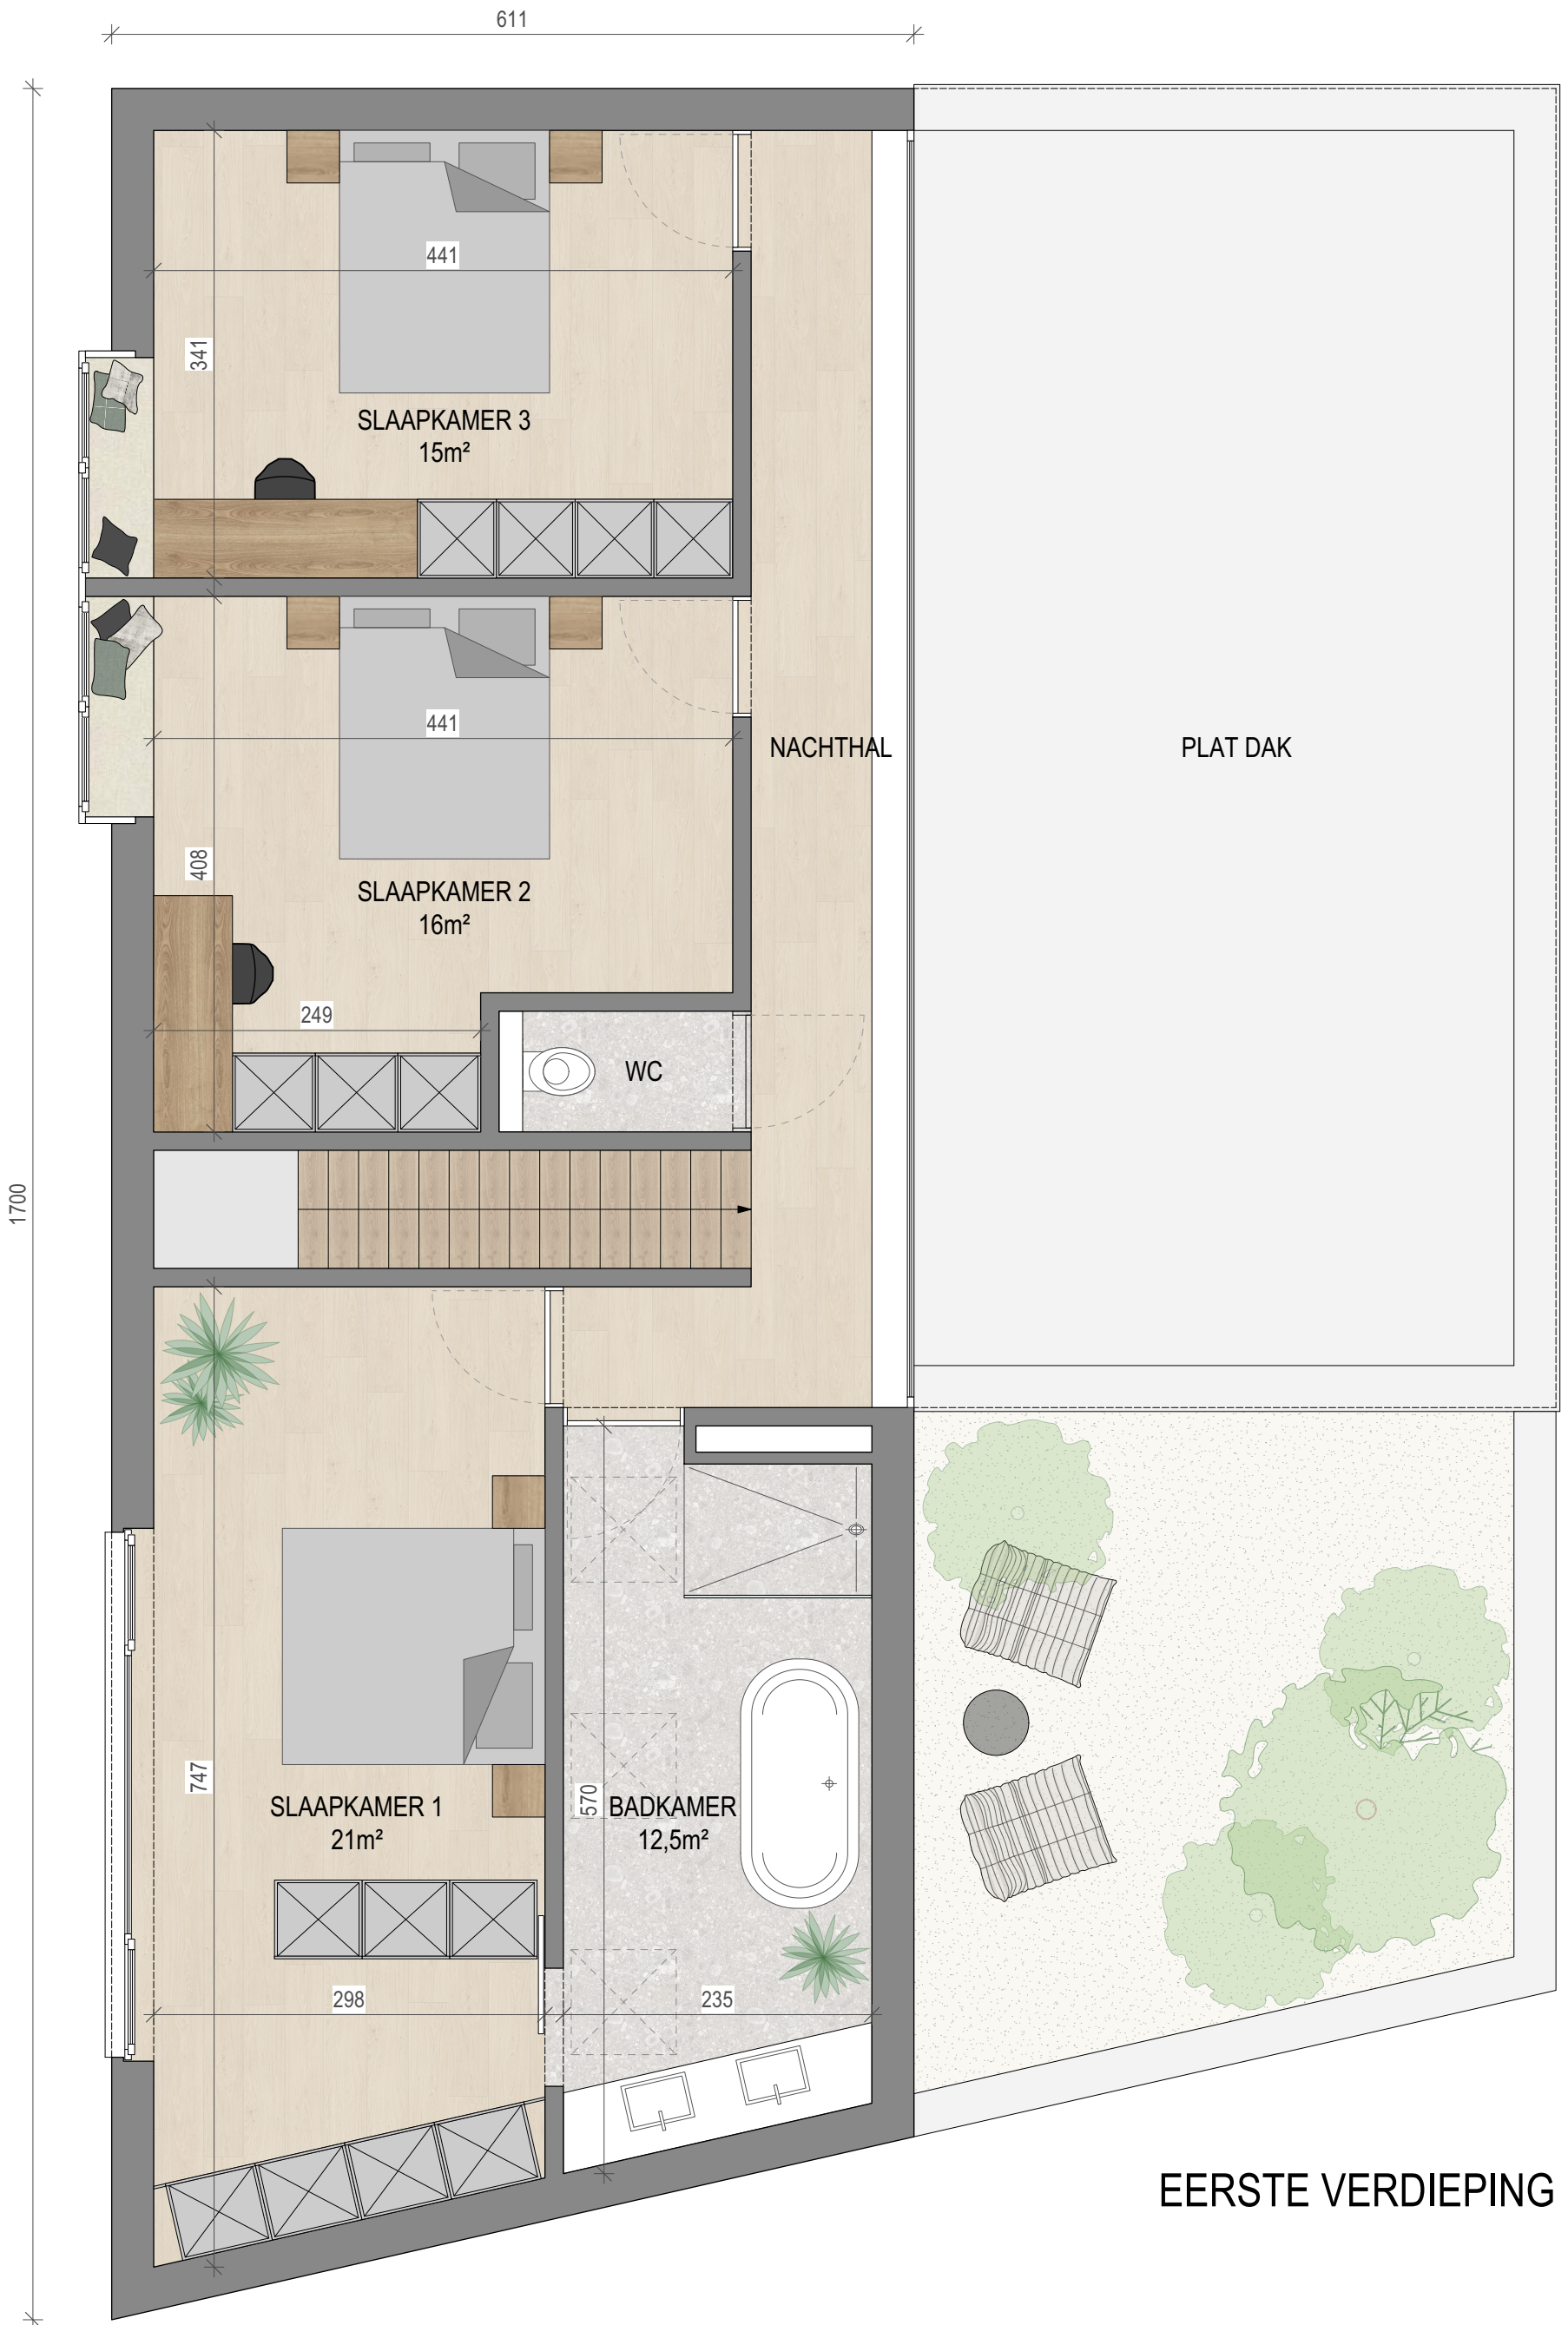 611
441
341
SLAAPKAMER 3
15m²
441
NACHTHAL
PLAT DAK
408
SLAAPKAMER 2
16m²
249
WC
1700
747
570
SLAAPKAMER 1
21m²
BADKAMER
12,5m²
298
235
EERSTE VERDIEPING